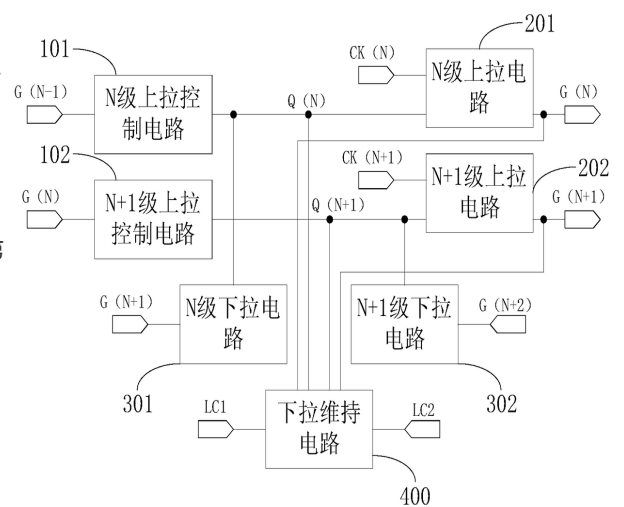 101
201
CK (N)
G (N-1)
N级上拉控
制电路
Q (N)
N级上拉电
路
G (N)
102
CK (N+1)
202
G (N)
N+1级上拉
控制电路
Q (N+1)
N+1级上拉
电路
G (N+1)
G (N+1)
N级下拉电
路
N+1级下拉
电路
G (N+2)
301
302
LC1
下拉维持
电路
LC2
400